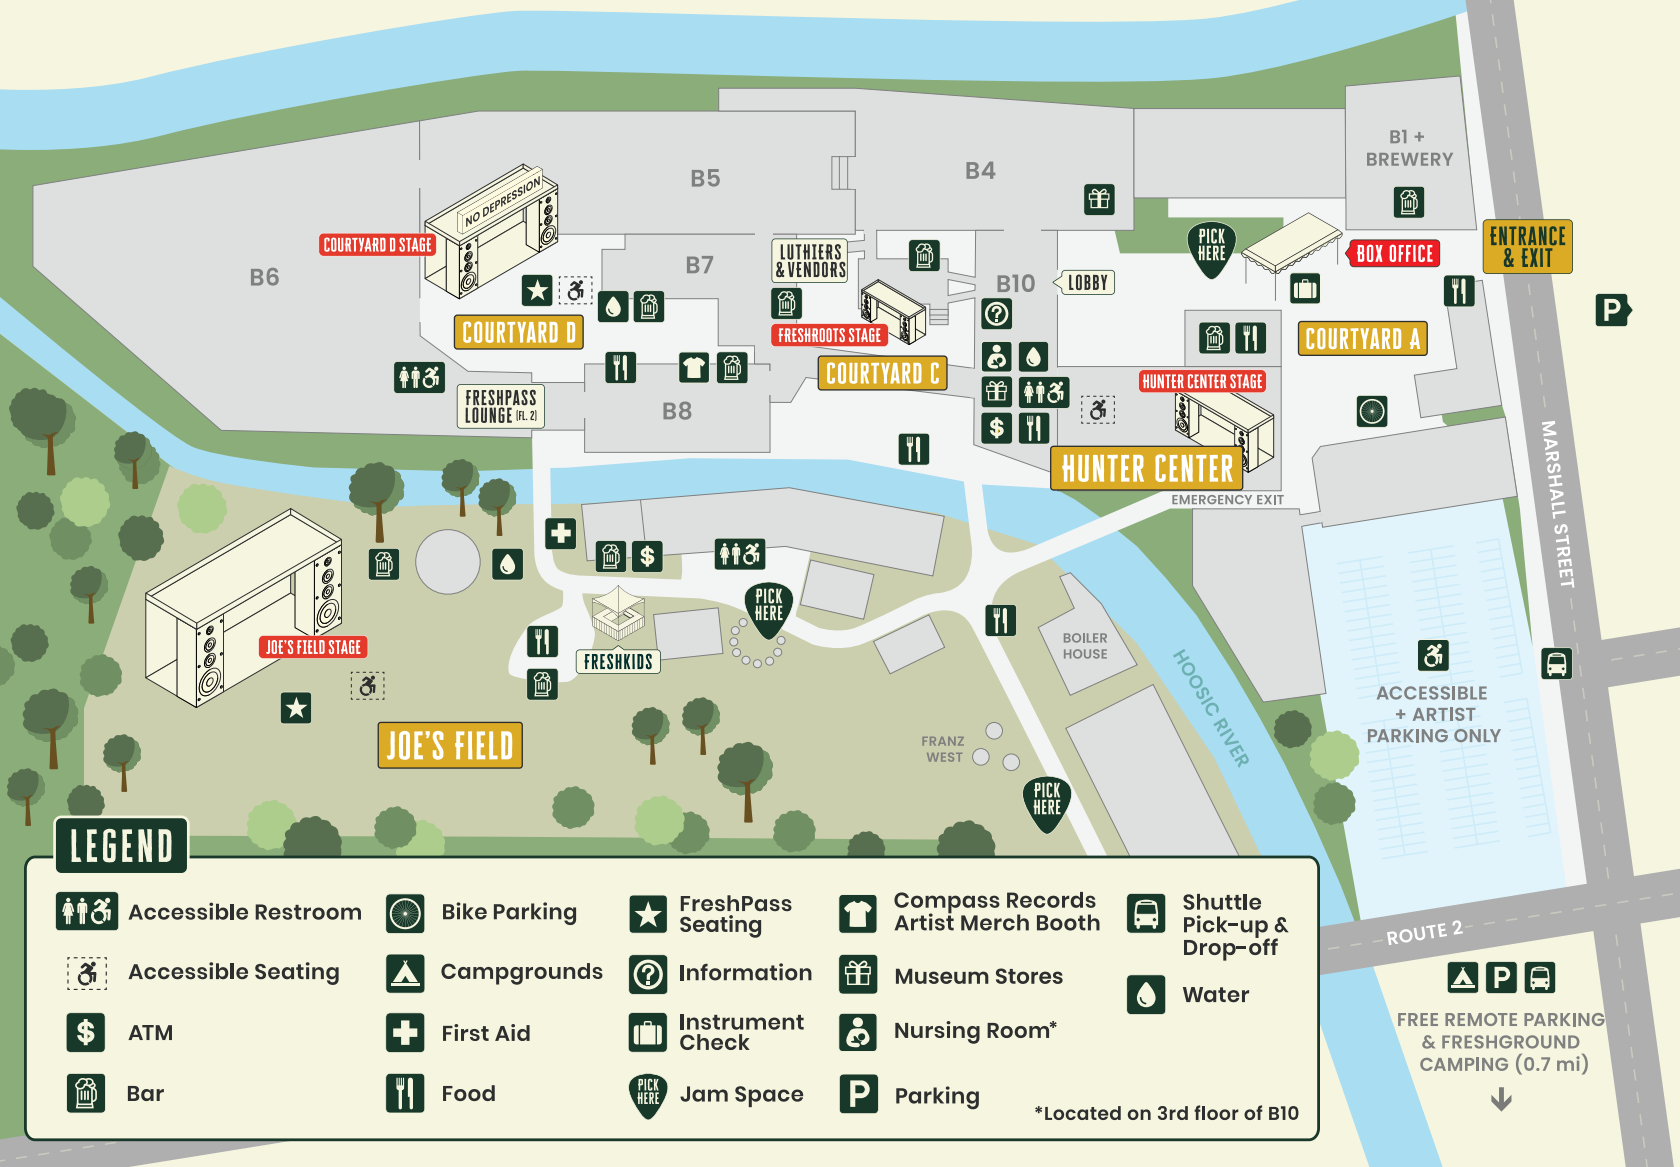 B1 +
BREWERY
B5
B4
NO DEPRESSION
COURTYARD D STAGE
B6
B7
LUTHIERS
& VENDORS
B10
LOBBY
PICK
HERE
BOX OFFICE
ENTRANCE
& EXIT
P
COURTYARD D
FRESHROOTS STAGE
COURTYARD A
COURTYARD C
HUNTER CENTER STAGE
FRESHPASS
LOUNGE (FL. 2)
B8
$
HUNTER CENTER
EMERGENCY EXIT
MARSHALL STREET
$
PICK
HERE
JOE'S FIELD STAGE
FRESHKIDS
BOILER
HOUSE
HOOSIC RIVER
ACCESSIBLE
+ ARTIST
PARKING ONLY
JOE'S FIELD
FRANZ
WEST
PICK
HERE
ROUTE 2
P
FREE REMOTE PARKING
& FRESHGROUND
CAMPING (0.7 mi)
LEGEND
Accessible Restroom
Accessible Seating
$ ATM
Bar
Bike Parking
Campgrounds
First Aid
Food
FreshPass
Seating
? Information
Instrument
Check
PICK
HERE
Jam Space
Compass Records
Artist Merch Booth
Museum Stores
Nursing Room*
P Parking
Shuttle
Pick-up &
Drop-off
Water
*Located on 3rd floor of B10